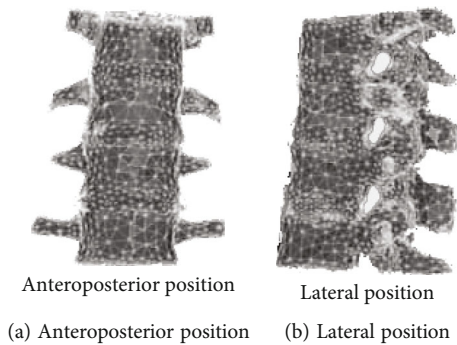 Anteroposterior position
Lateral position
(a) Anteroposterior position
(b) Lateral position